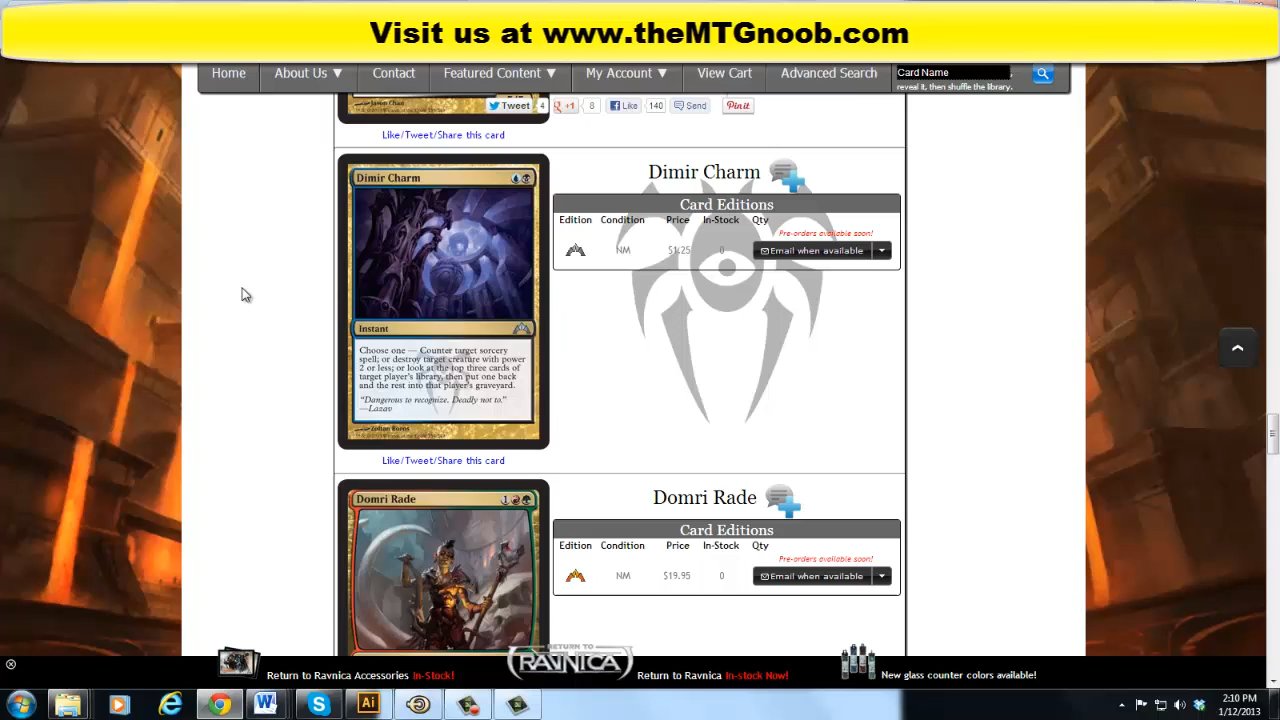 Visit us at www.theMTGnoob.com
Home
About Us ▼
Contact
Featured Content ▼
My Account ▼
View Cart
Advanced Search
Card Name
reveal it, then shuffle the library.
Jason Chan
Tweet 4
+1 8
Like 140
Send
Pin it
Like/Tweet/Share this card
Dimir Charm
Instant
Choose one — Counter target sorcery
spell; or destroy target creature with power
2 or less; or look at the top three cards of
target player's library, then put one back
and the rest into that player's graveyard.
"Dangerous to recognize. Deadly not to."
—Lazav
Zoltan Boros
Dimir Charm
Card Editions
Edition Condition Price In-Stock Qty
Pre-orders available soon!
NM $1.25 0 Email when available
Like/Tweet/Share this card
Domri Rade 1
Domri Rade
Card Editions
Edition Condition Price In-Stock Qty
Pre-orders available soon!
NM $19.95 0 Email when available
Return to Ravnica Accessories In-Stock!
RETURN TO
RAVNICA
Return to Ravnica In-stock Now!
New glass counter colors available!
W
S
Ai
2:10 PM
1/12/2013